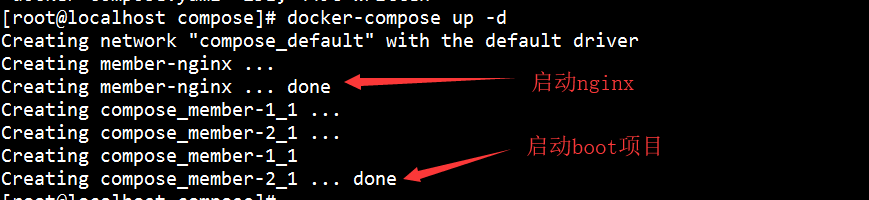 [root@localhost compose]# docker-compose up -d
Creating network "compose_default" with the default driver
Creating member-nginx ...
Creating member-nginx ... done
启动nginx
Creating compose_member-1_1 ...
Creating compose_member-2_1 ...
Creating compose_member-1_1
启动boot项目
Creating compose_member-2_1 ... done
[root@localhost compose]#